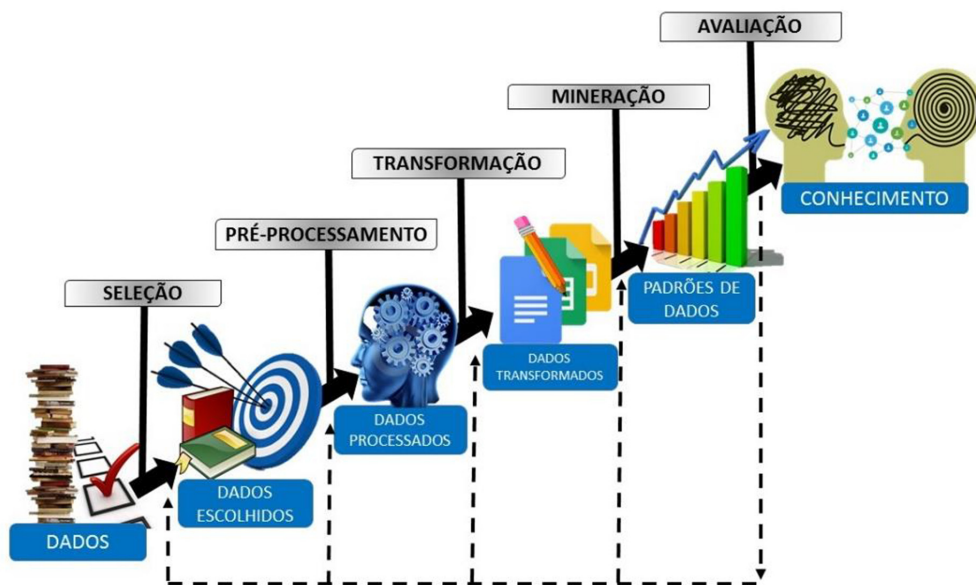 AVALIAÇÃO
MINERAÇÃO
TRANSFORMAÇÃO
PRÉ-PROCESSAMENTO
SELEÇÃO
DADOS
DADOS
ESCOLHIDOS
DADOS
PROCESSADOS
DADOS
TRANSFORMADOS
PADRÕES DE
DADOS
CONHECIMENTO